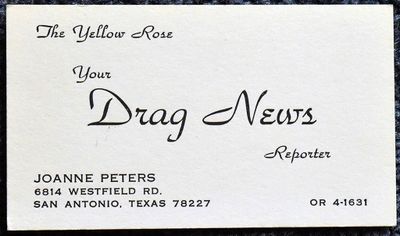 The Yellow Rose
Your
Drag News
Reporter
JOANNE PETERS
6814 WESTFIELD RD.
SAN ANTONIO, TEXAS 78227
OR 4-1631